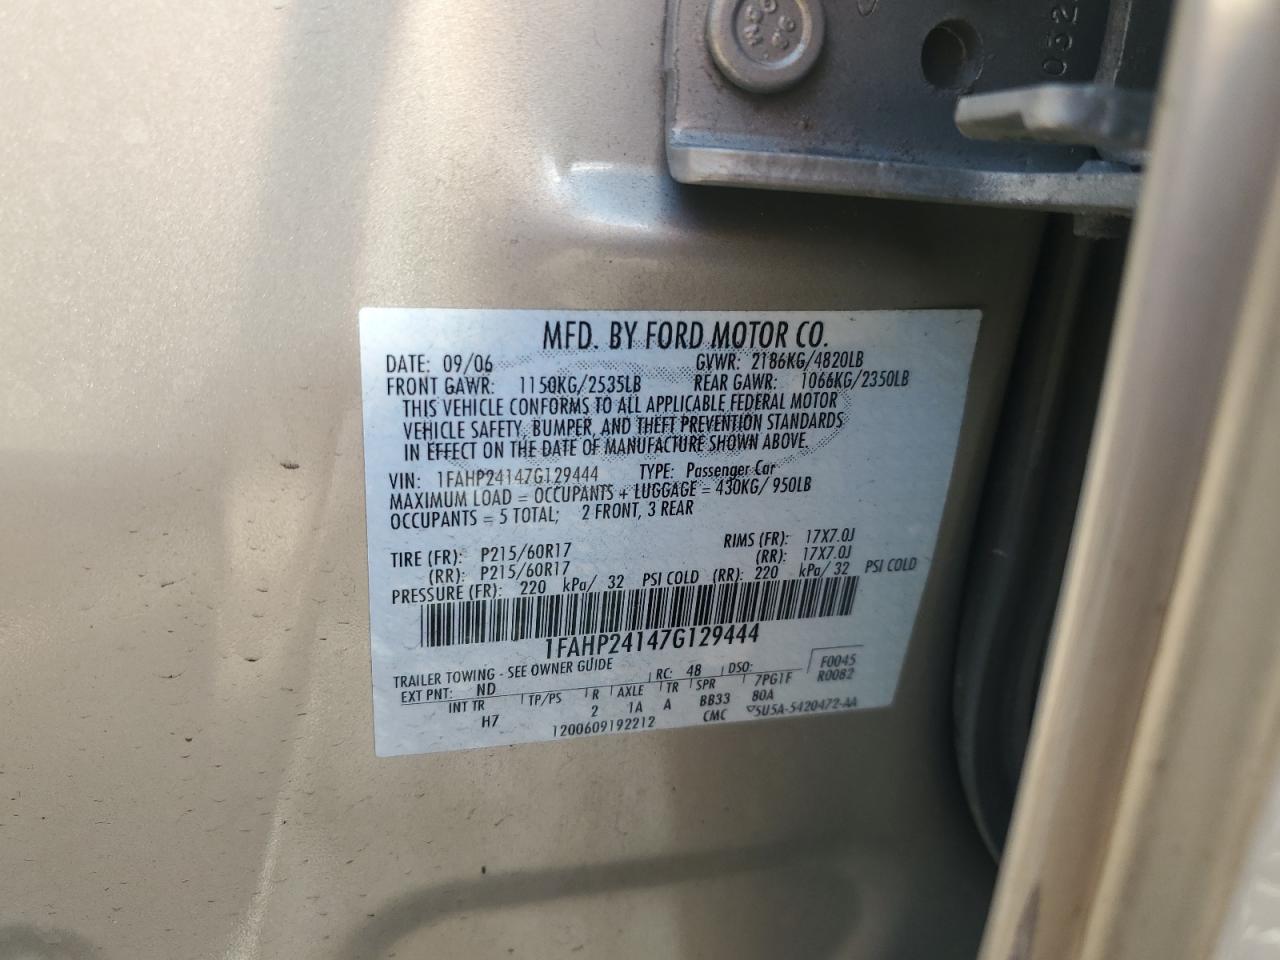 032
MFD. BY FORD MOTOR CO.
DATE: 09/06 GVWR: 2186KG/4820LB
FRONT GAWR: 1150KG/2535LB REAR GAWR: 1066KG/2350LB
THIS VEHICLE CONFORMS TO ALL APPLICABLE FEDERAL MOTOR
VEHICLE SAFETY, BUMPER, AND THEFT PREVENTION STANDARDS
IN EFFECT ON THE DATE OF MANUFACTURE SHOWN ABOVE.
VIN: 1FAHP24147G129444 TYPE: Passenger Car
MAXIMUM LOAD = OCCUPANTS + LUGGAGE = 430KG/ 950LB
OCCUPANTS = 5 TOTAL; 2 FRONT, 3 REAR
TIRE (FR): P215/60R17 RIMS (FR): 17X7.0J
(RR): P215/60R17 (RR): 17X7.0J
PRESSURE (FR): 220 kPa/ 32 PSI COLD (RR): 220 kPa/ 32 PSI COLD
1FAHP24147G129444
TRAILER TOWING - SEE OWNER GUIDE RC: 48 DSO: F0045
EXT PNT: ND R0082
INT TR TP/PS R AXLE TR SPR 7PG1F
H7 2 1A A BB33 80A
1200609192212 CMC ▽5U5A-5420472-AA